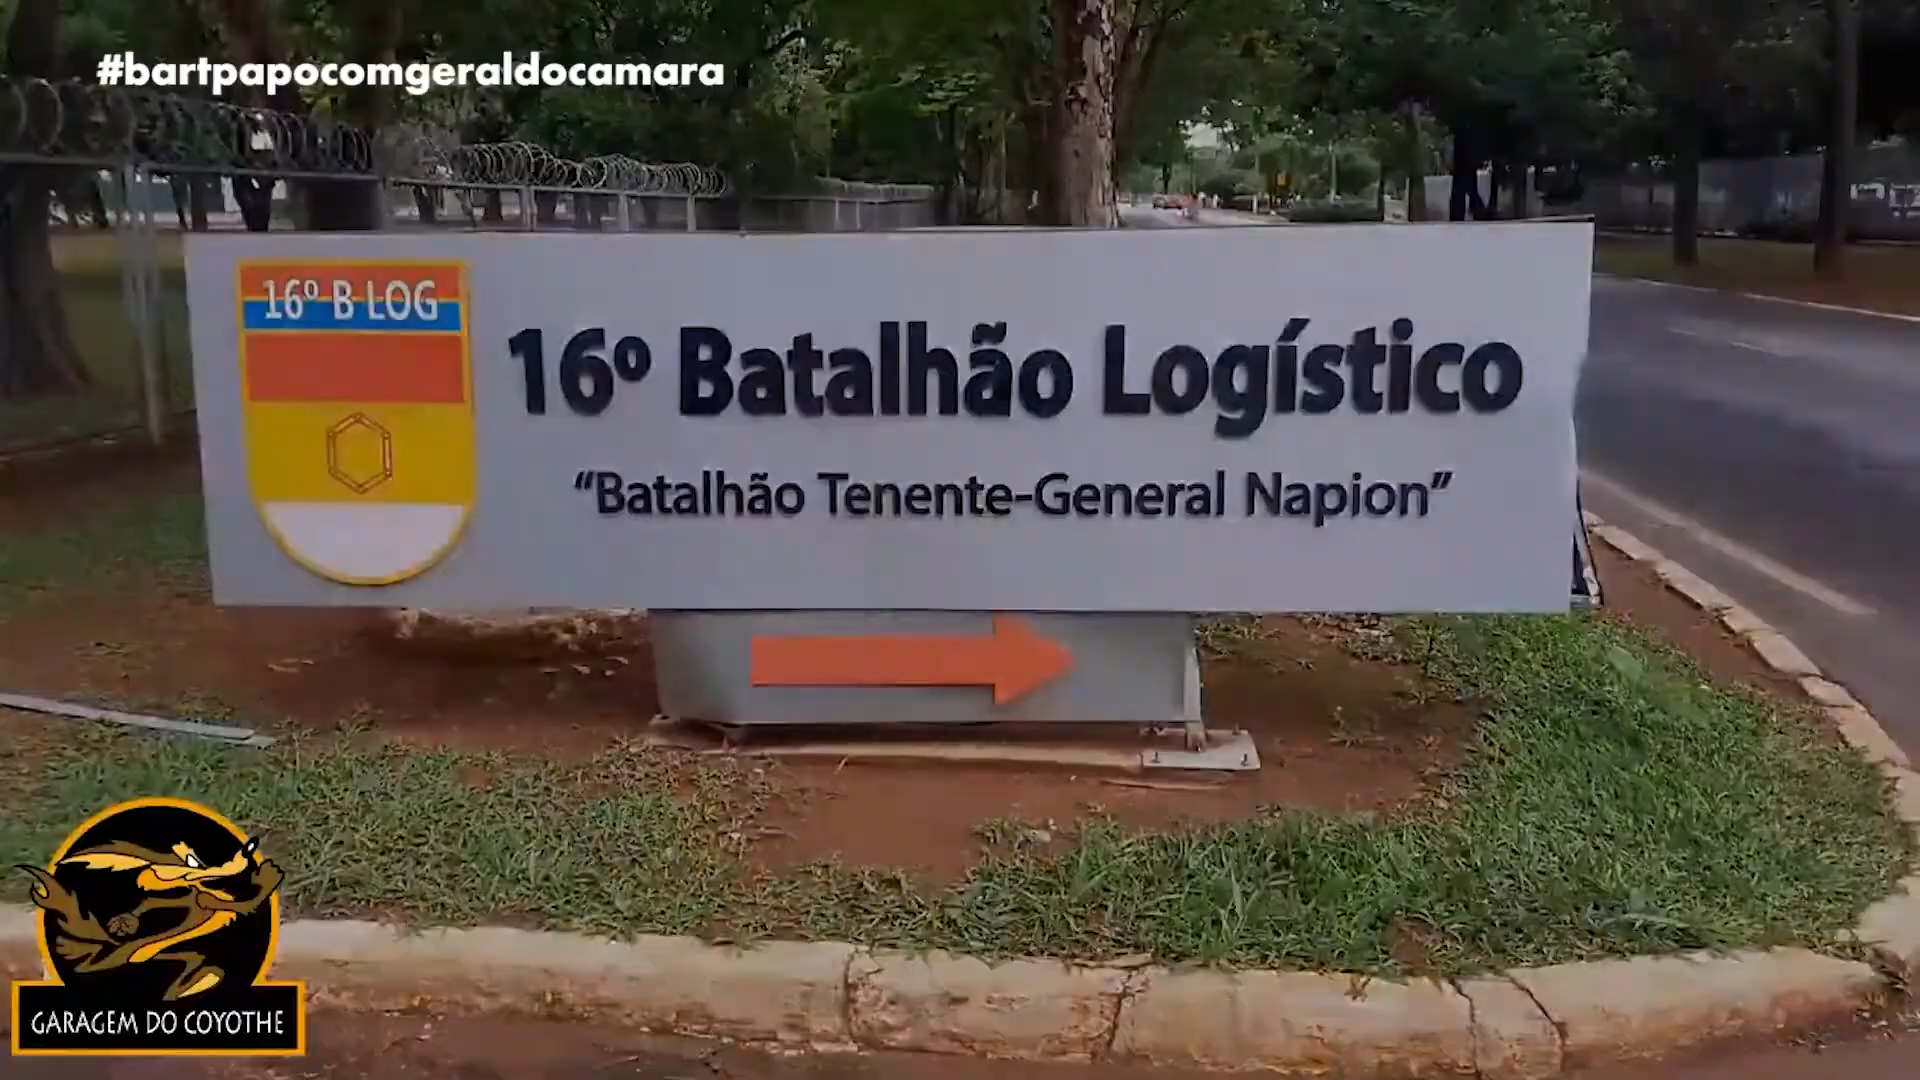 #bartpapocomgeraldocamara
16º B LOG
16º Batalhão Logístico
“Batalhão Tenente-General Napion”
GARAGEM DO COYOTHE